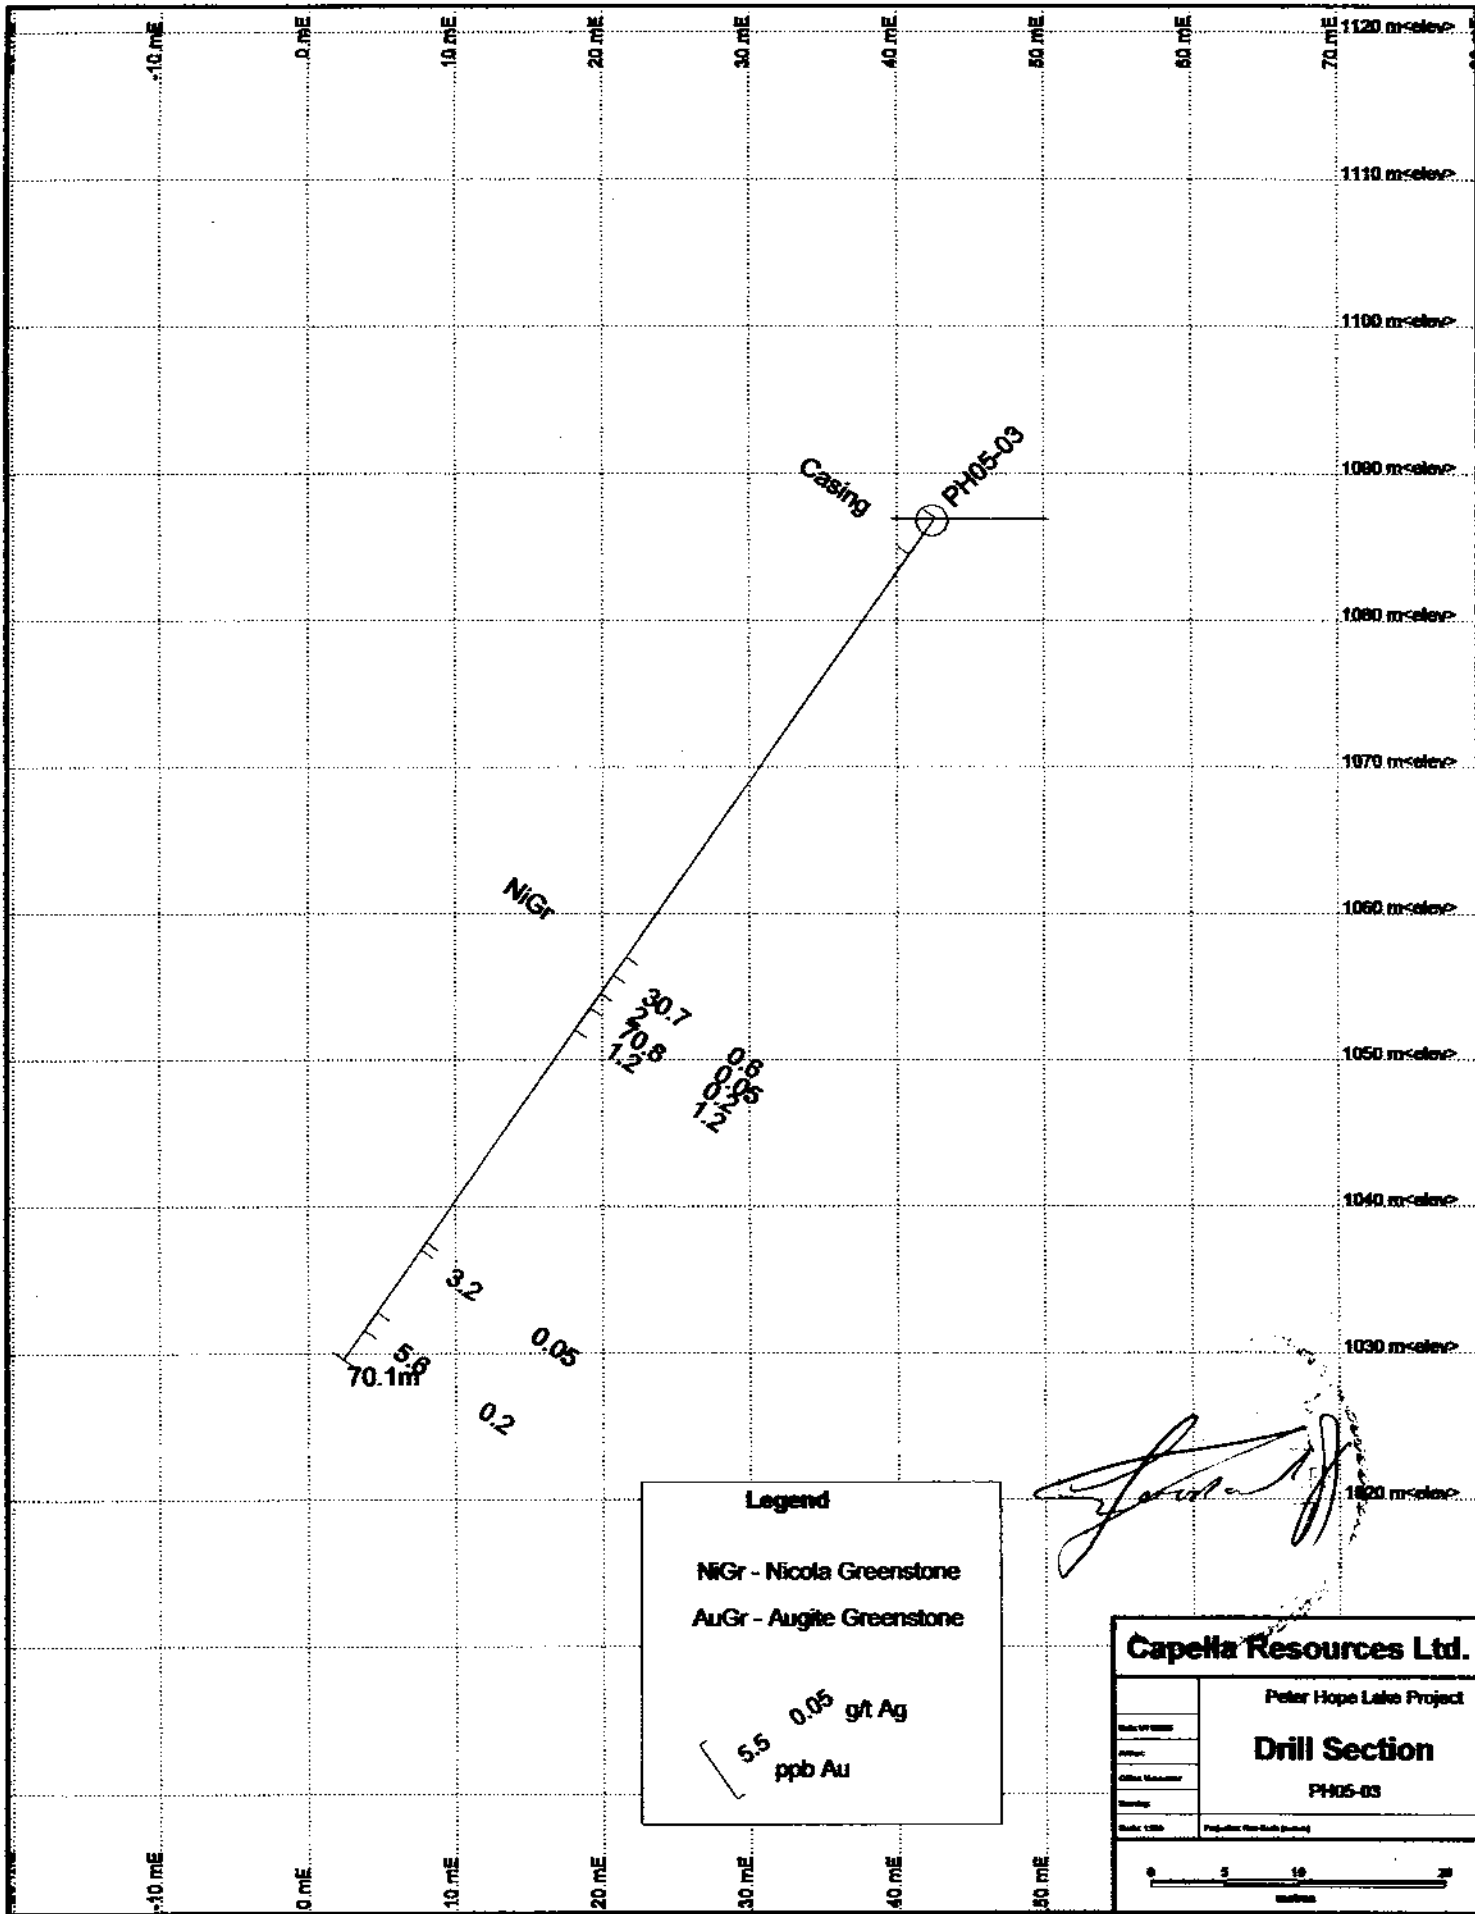 -10 mE
0 mE
10 mE
20 mE
30 mE
40 mE
50 mE
60 mE
70 mE
1120 m<elev>
1110 m<elev>
1100 m<elev>
1090 m<elev>
1080 m<elev>
1070 m<elev>
1060 m<elev>
1050 m<elev>
1040 m<elev>
1030 m<elev>
1020 m<elev>
Casing
PH05-03
NiGr
30.7
2
70.8
1.2
0.6
0.05
0.2
1.2
3.2
0.05
5.6
70.1m
0.2
Legend
NiGr - Nicola Greenstone
AuGr - Augite Greenstone
0.05 g/t Ag
5.5
ppb Au
Capella Resources Ltd.
Peter Hope Lake Project
Drill Section
PH05-03
0 5 10 20
metres
-10 mE
0 mE
10 mE
20 mE
30 mE
40 mE
50 mE